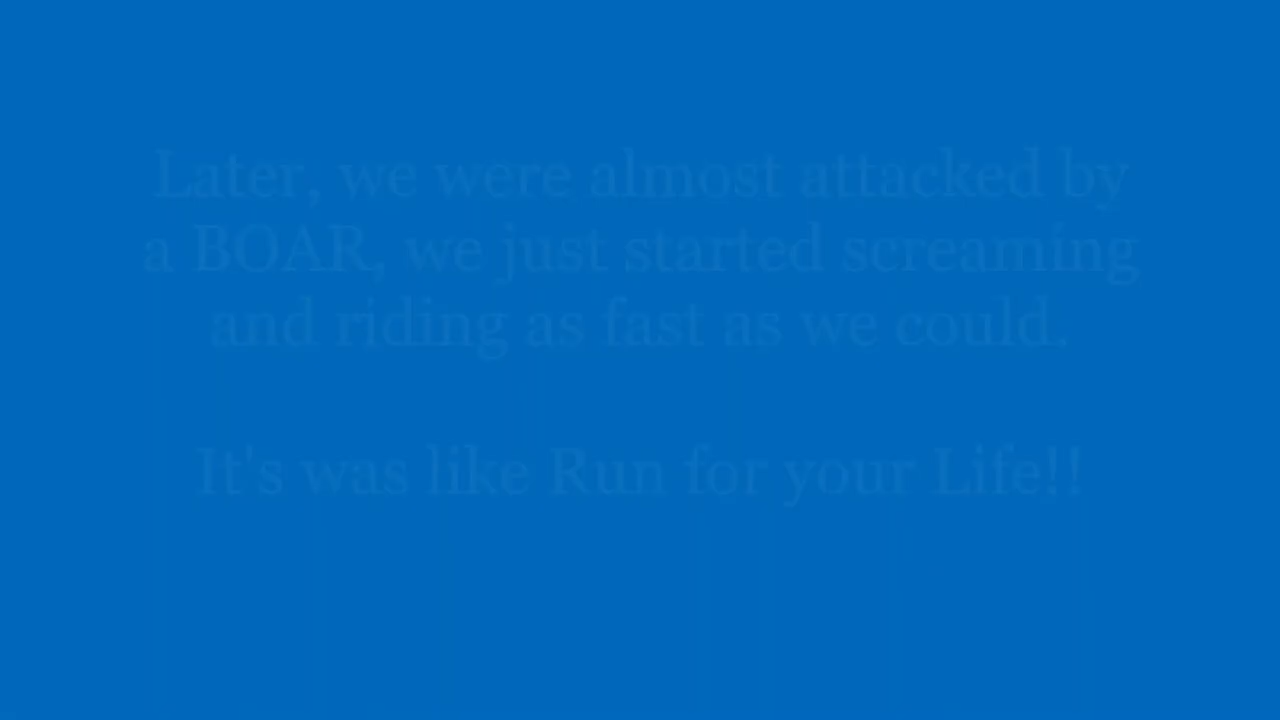 Later, we were almost attacked by
a BOAR, we just started screaming
and riding as fast as we could.
It's was like Run for your Life!!